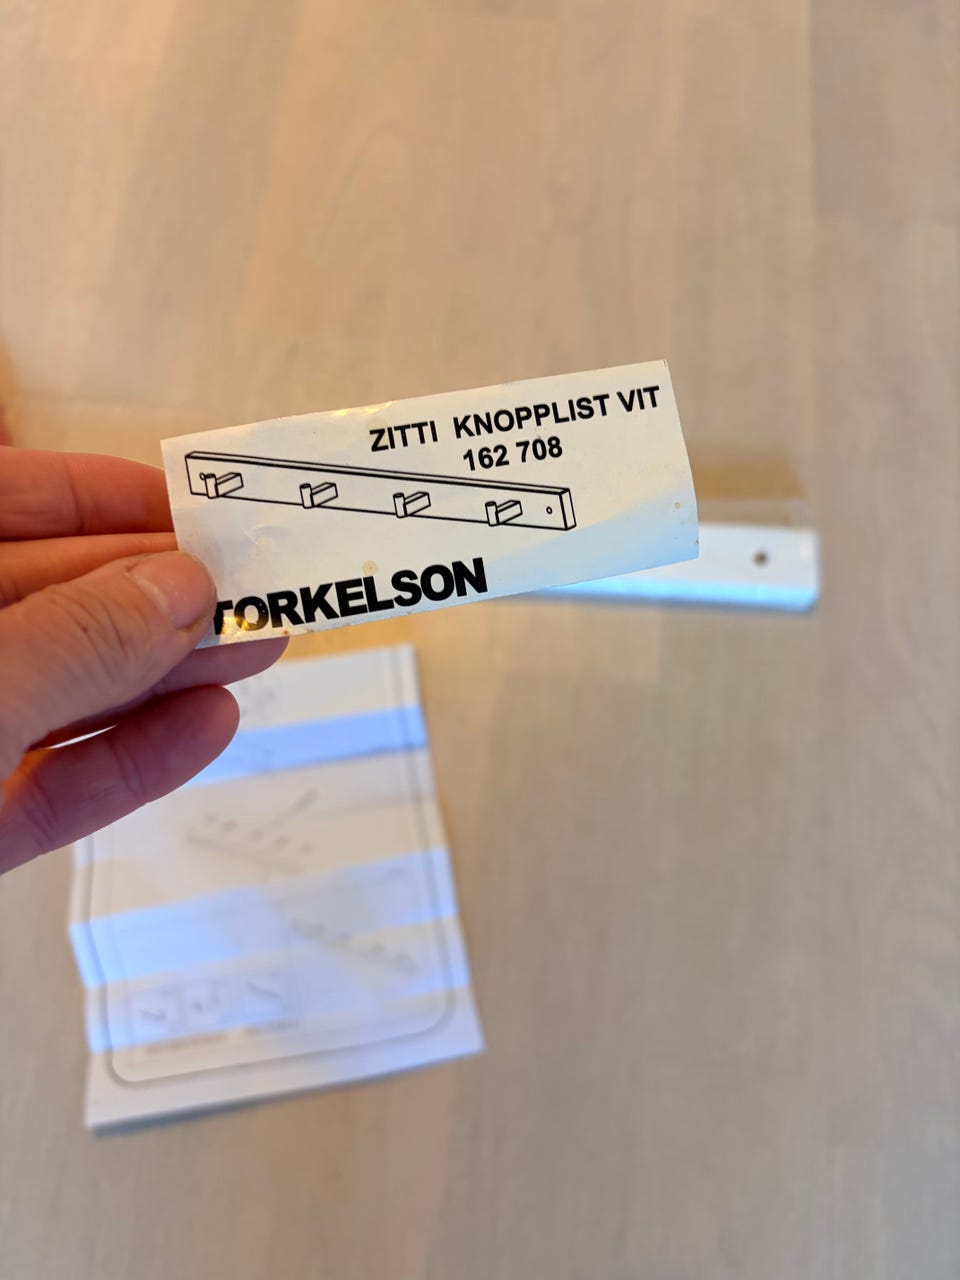 ZITTI KNOPPLIST VIT
162 708
TORKELSON